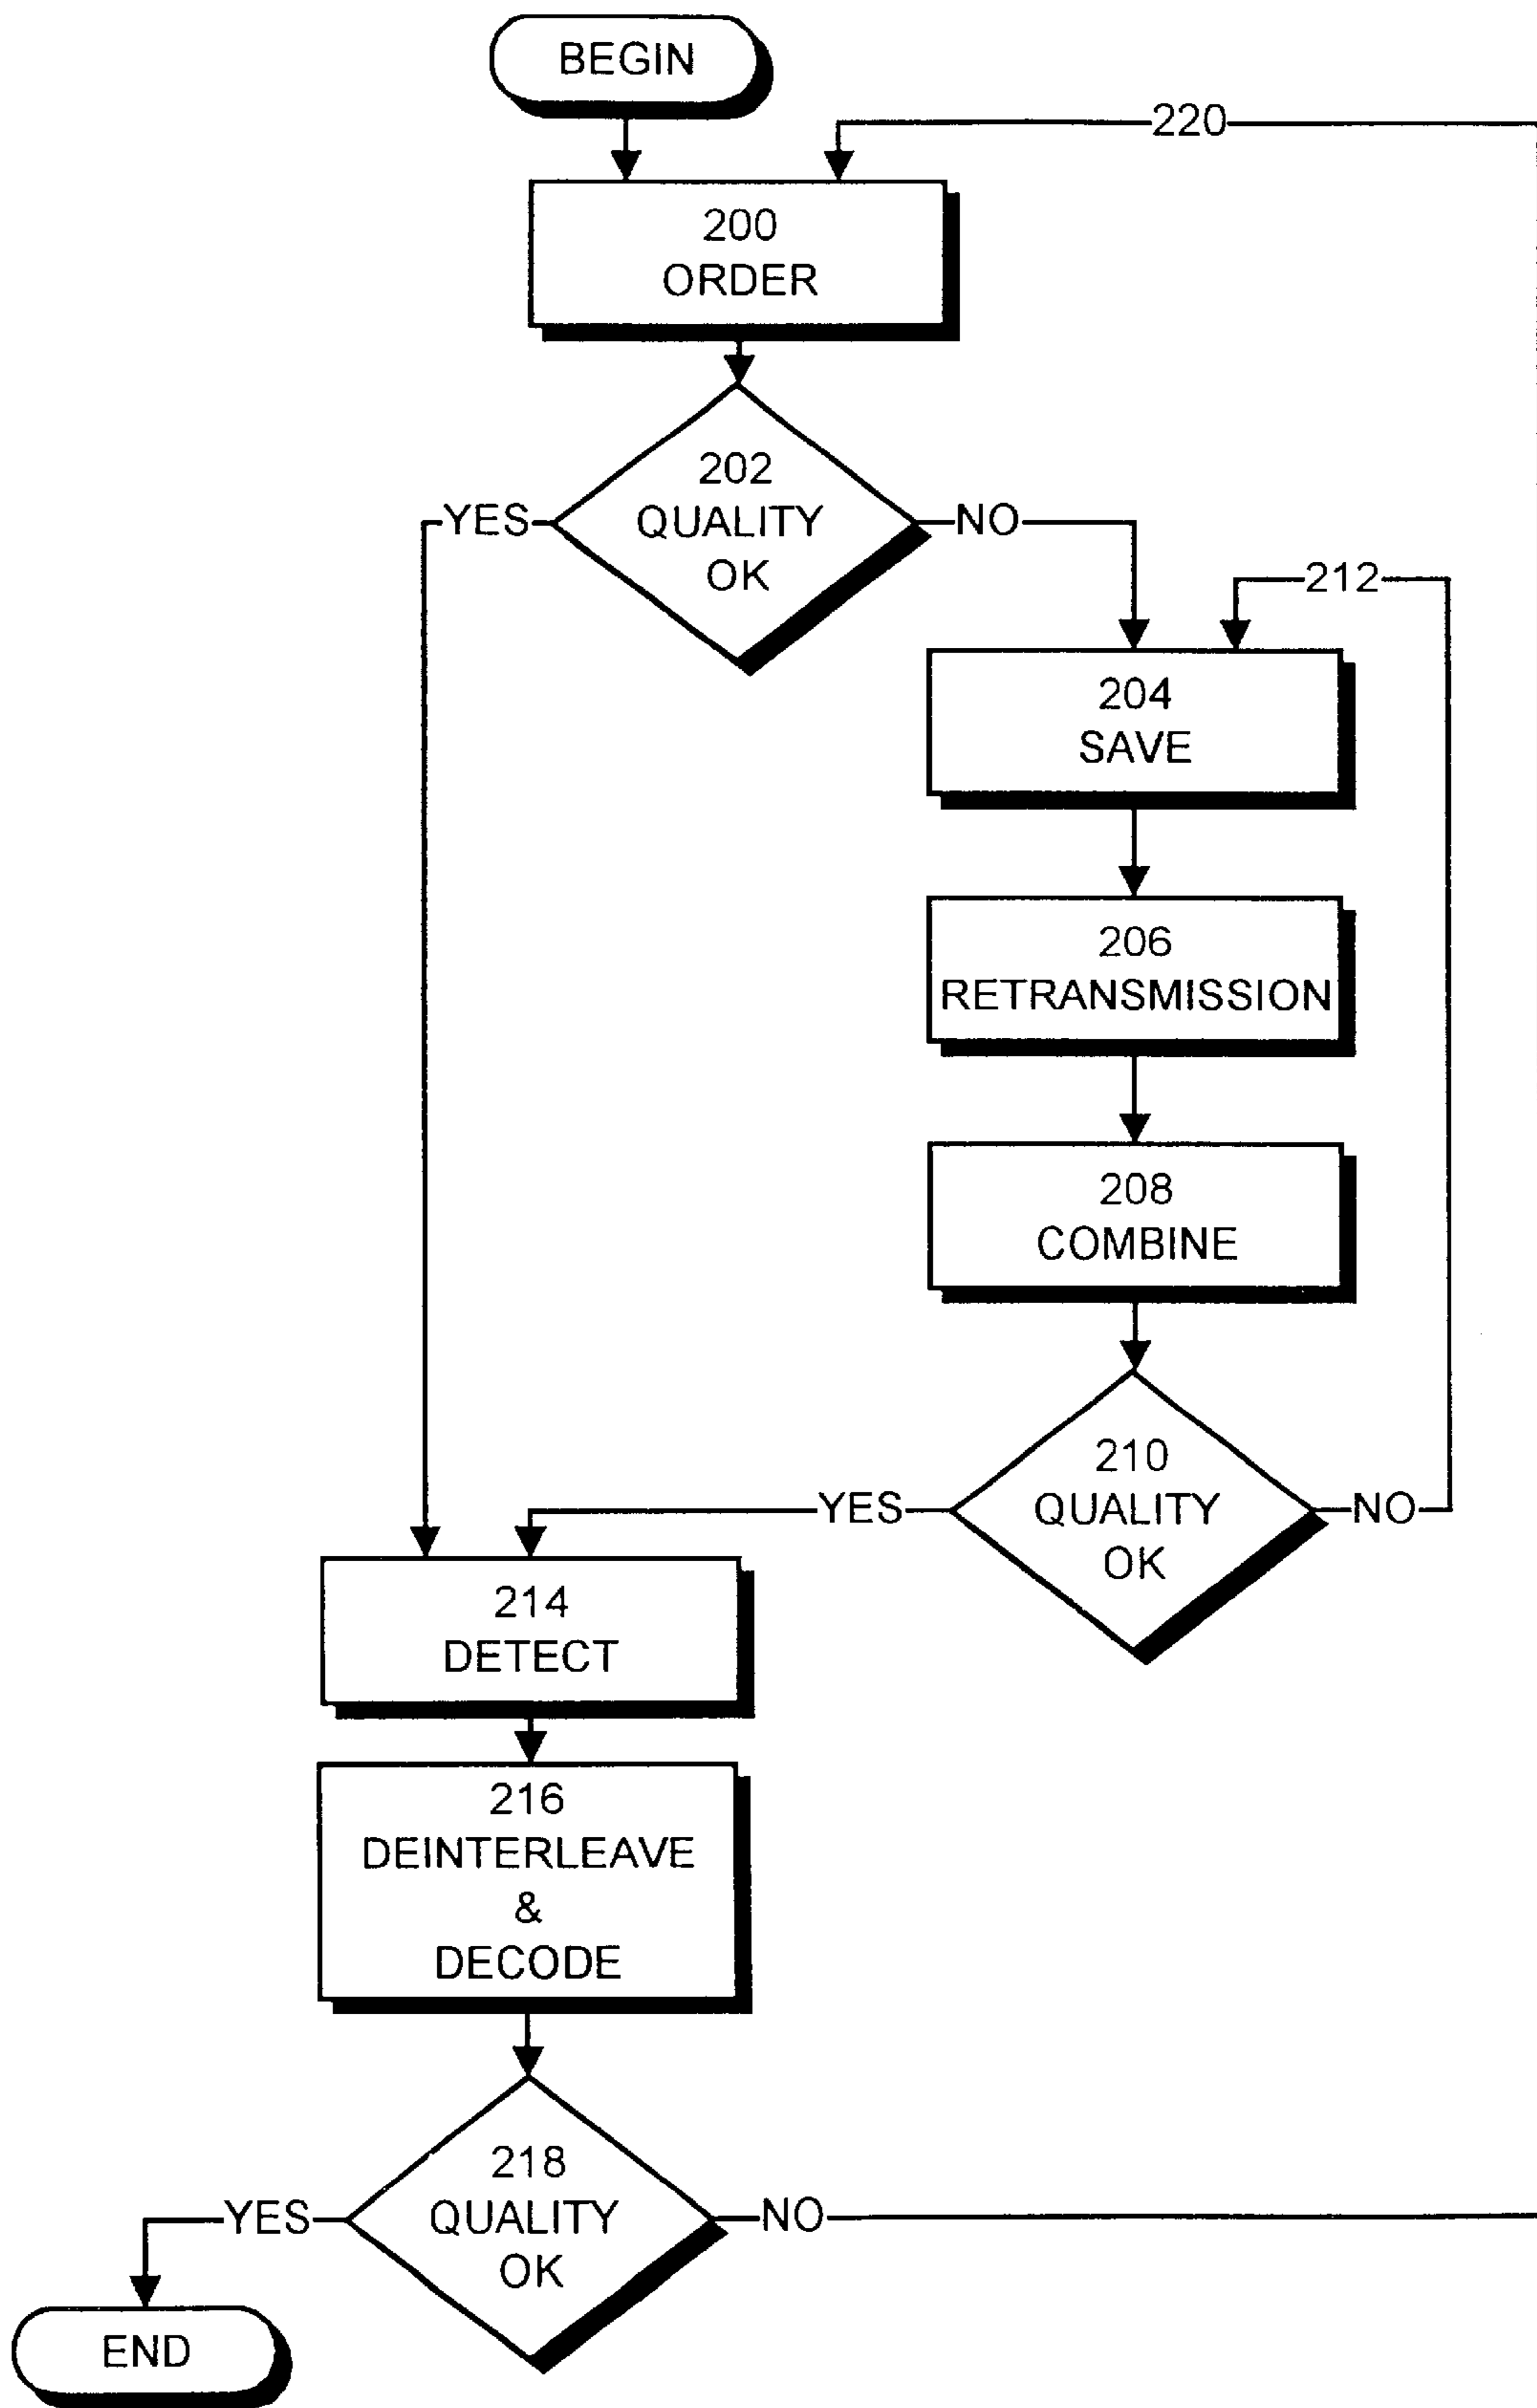 BEGIN
220
200
ORDER
202
QUALITY
OK
YES
NO
212
204
SAVE
206
RETRANSMISSION
208
COMBINE
210
QUALITY
OK
YES
NO
214
DETECT
216
DEINTERLEAVE
&
DECODE
218
QUALITY
OK
YES
NO
END